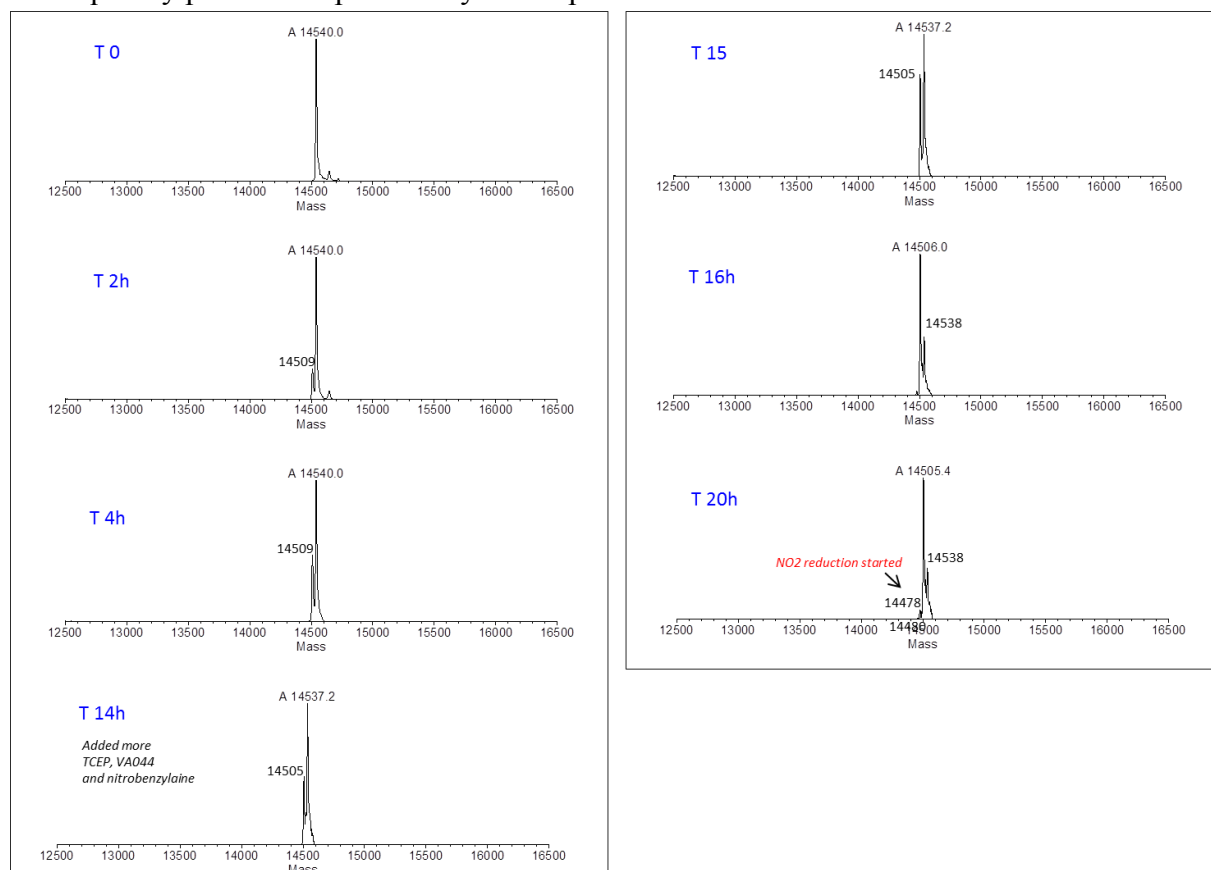 T 0
A 14540.0
12500 13000 13500 14000 14500 15000 15500 16000 16500
Mass
T 2h
A 14540.0
14509
12500 13000 13500 14000 14500 15000 15500 16000 16500
Mass
T 4h
A 14540.0
14509
12500 13000 13500 14000 14500 15000 15500 16000 16500
Mass
T 14h
A 14537.2
Added more
TCEP, VA044
and nitrobenzylaine
14505
12500 13000 13500 14000 14500 15000 15500 16000 16500
Mass
T 15
A 14537.2
14505
12500 13000 13500 14000 14500 15000 15500 16000 16500
Mass
T 16h
A 14506.0
14538
12500 13000 13500 14000 14500 15000 15500 16000 16500
Mass
T 20h
A 14505.4
NO2 reduction started
14538
14478
14480
12500 13000 13500 14000 14500 15000 15500 16000 16500
Mass